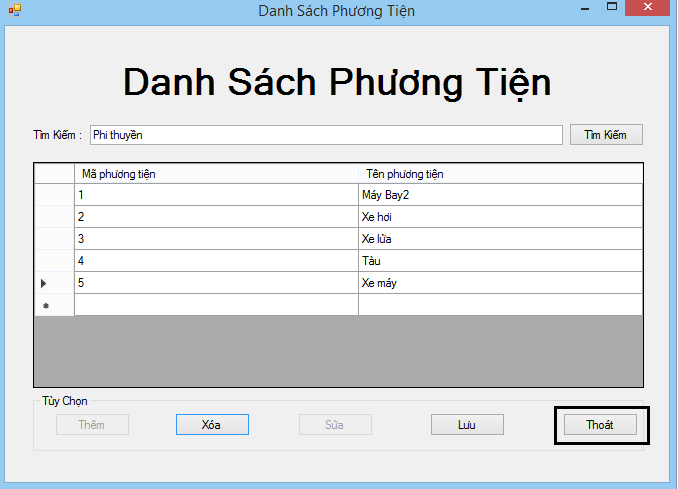 Danh Sách Phương Tiện
Danh Sách Phương Tiện
Tìm Kiếm : Phi thuyền Tìm Kiếm
Mã phương tiện Tên phương tiện
1 Máy Bay2
2 Xe hơi
3 Xe lửa
4 Tàu
5 Xe máy
Tùy Chọn
Thêm Xóa Sửa Lưu Thoát